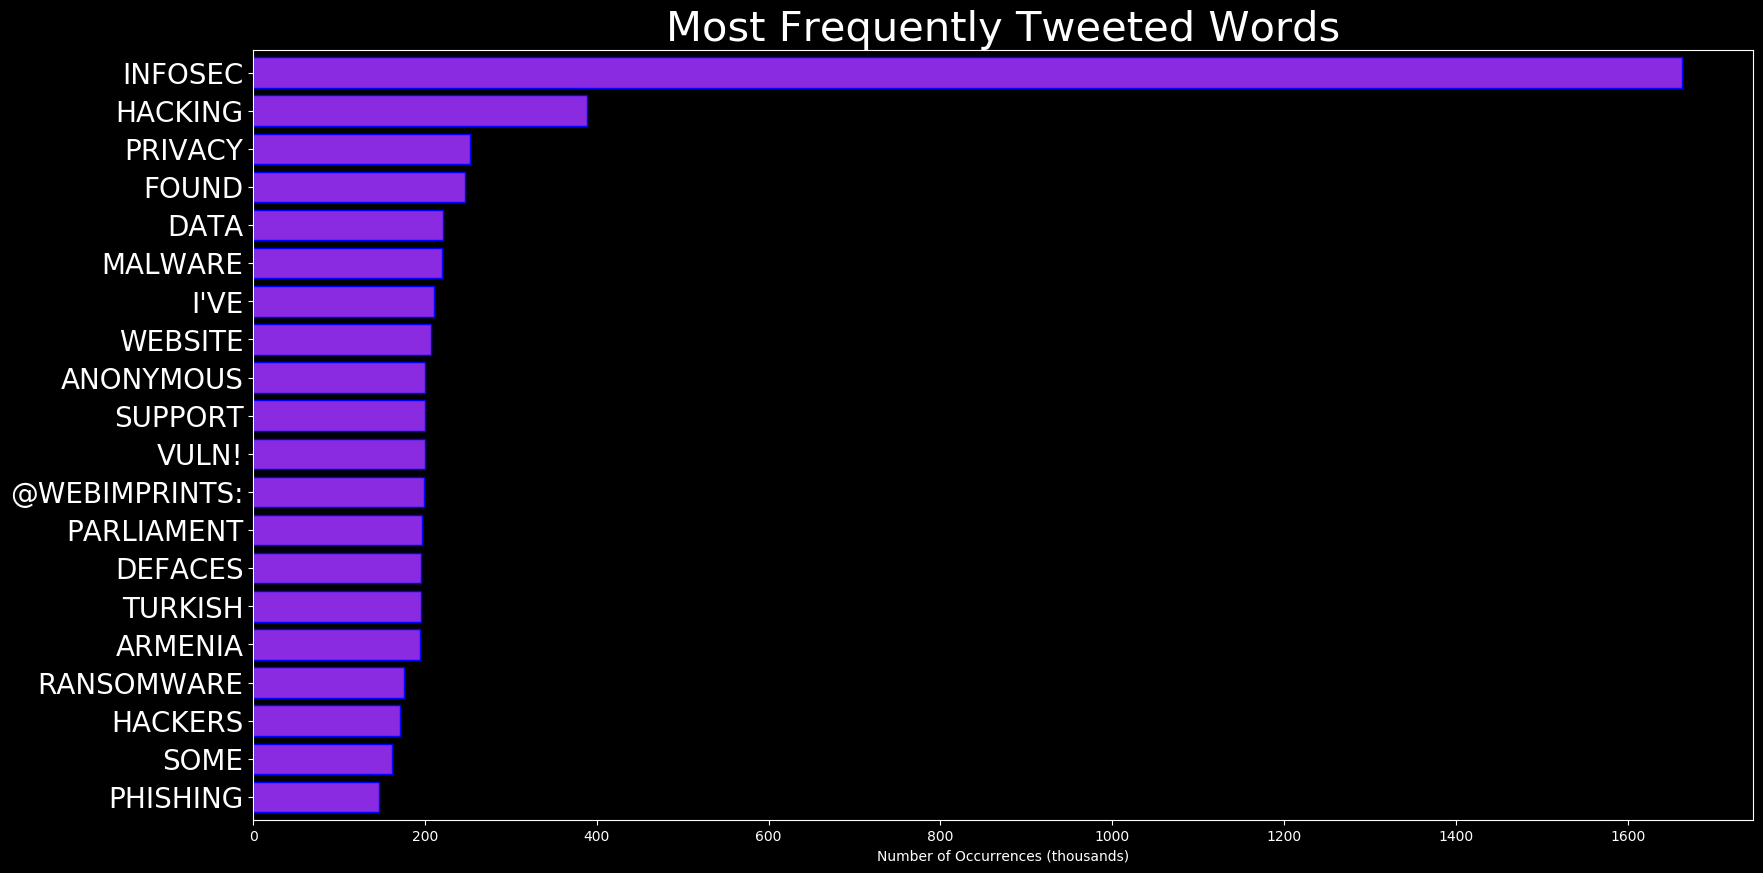 Most Frequently Tweeted Words
INFOSEC
HACKING
PRIVACY
FOUND
DATA
MALWARE
I'VE
WEBSITE
ANONYMOUS
SUPPORT
VULN!
@WEBIMPRINTS:
PARLIAMENT
DEFACES
TURKISH
ARMENIA
RANSOMWARE
HACKERS
SOME
PHISHING
0 200 400 600 800 1000 1200 1400 1600
Number of Occurrences (thousands)